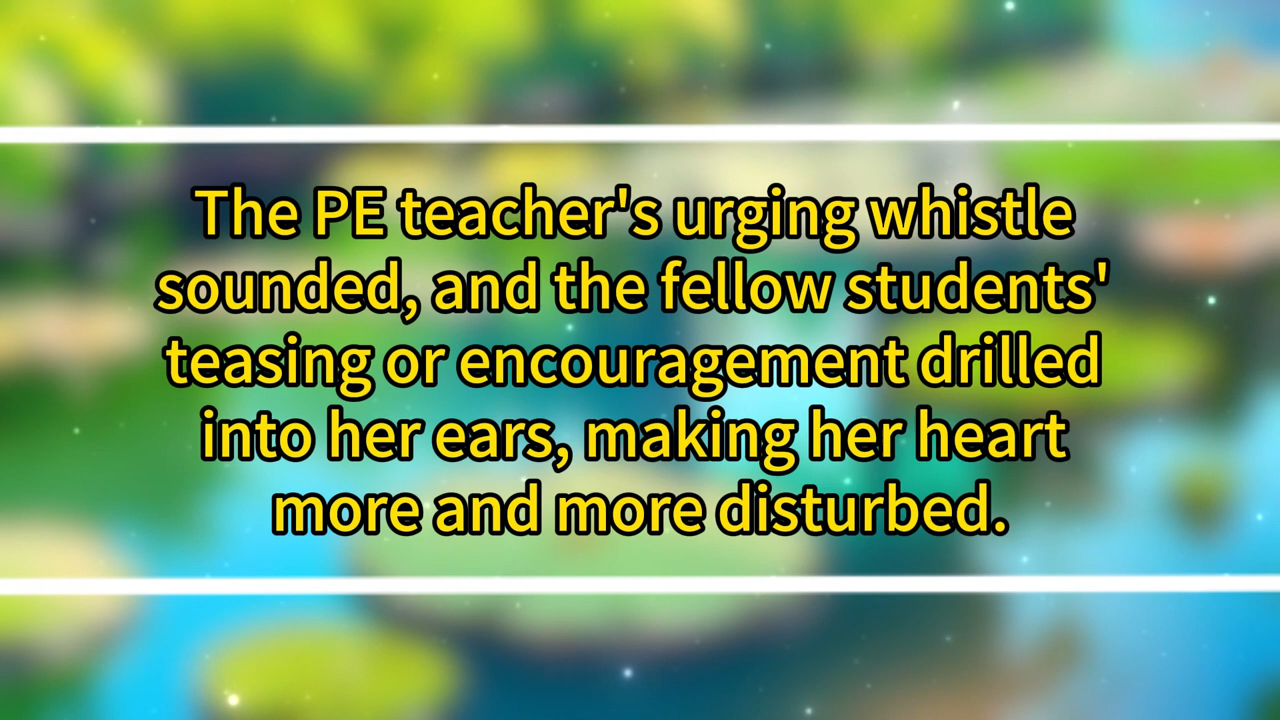 The PE teacher's urging whistle
sounded, and the fellow students'
teasing or encouragement drilled
into her ears, making her heart
more and more disturbed.